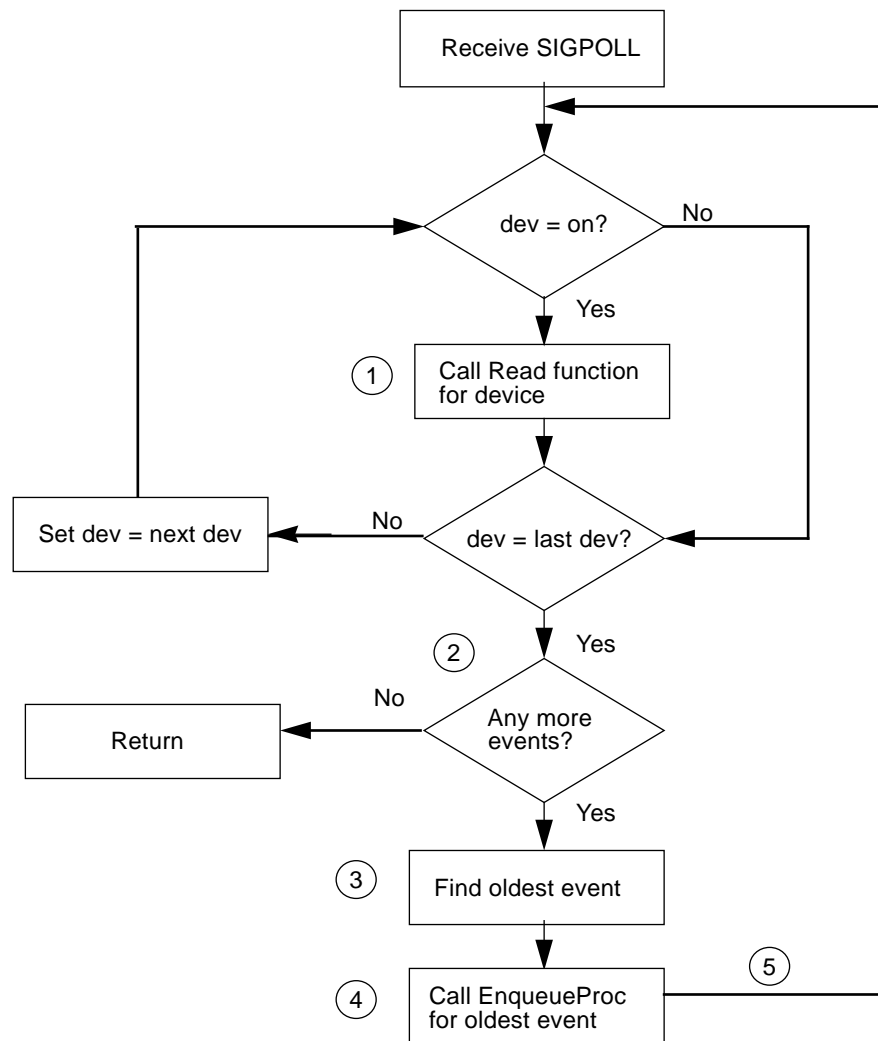 Receive SIGPOLL
dev = on?
No
Yes
1
Call Read function
for device
Set dev = next dev
No
dev = last dev?
2
Yes
No
Return
Any more
events?
Yes
3
Find oldest event
4
Call EnqueueProc
for oldest event
5